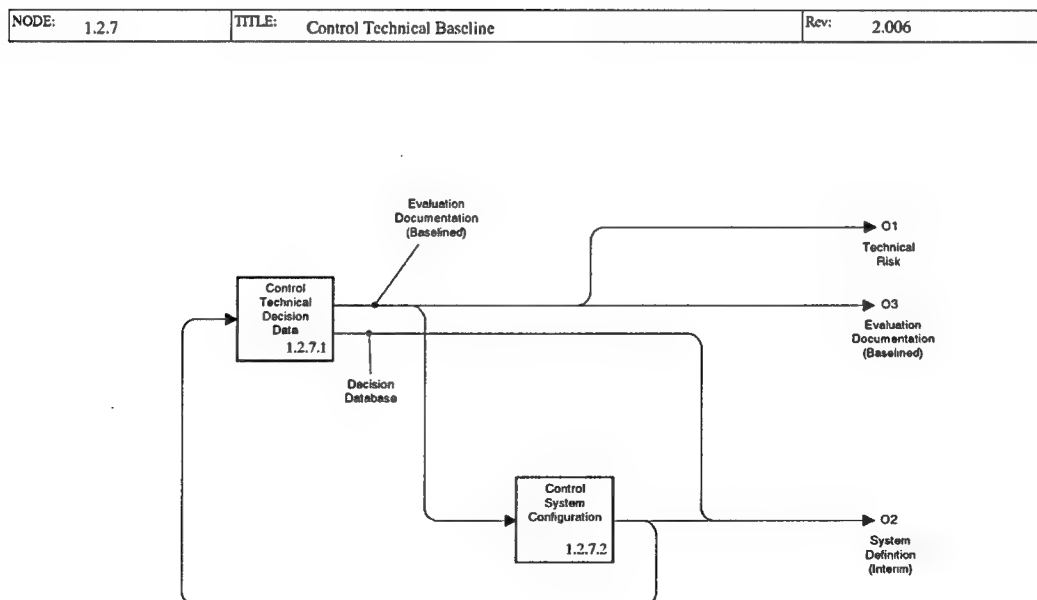 NODE: 1.2.7 TITLE: Control Technical Baseline Rev: 2.006
Evaluation
Documentation
(Baselined)
O1
Technical
Risk
Control
Technical
Decision
Data
1.2.7.1
O3
Evaluation
Documentation
(Baselined)
Decision
Database
Control
System
Configuration
1.2.7.2
O2
System
Definition
(Interim)